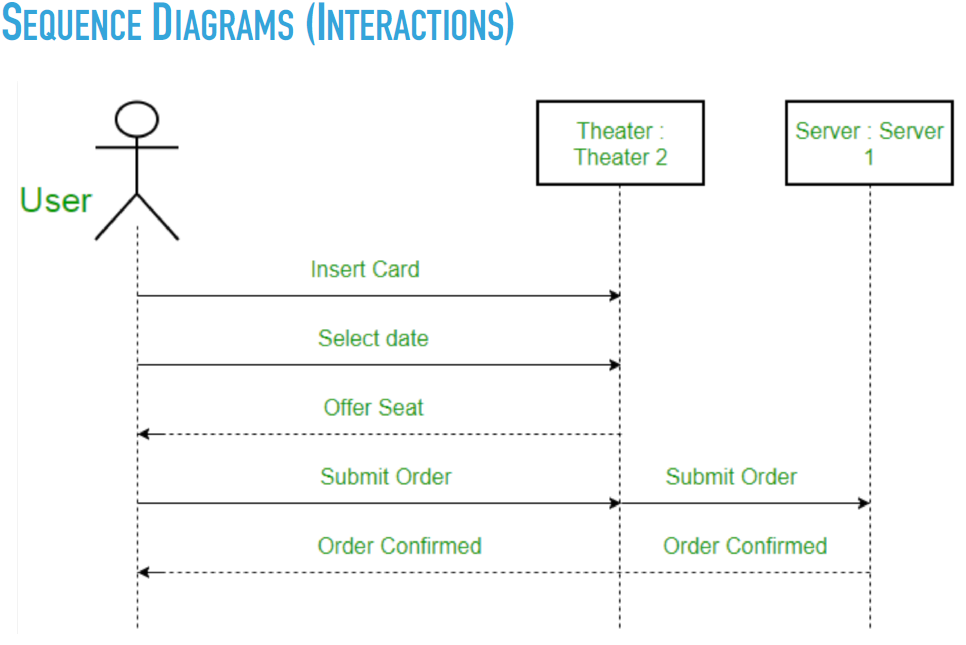 SEQUENCE DIAGRAMS (INTERACTIONS)
User
Theater :
Theater 2
Server : Server
1
Insert Card
Select date
Offer Seat
Submit Order
Submit Order
Order Confirmed
Order Confirmed